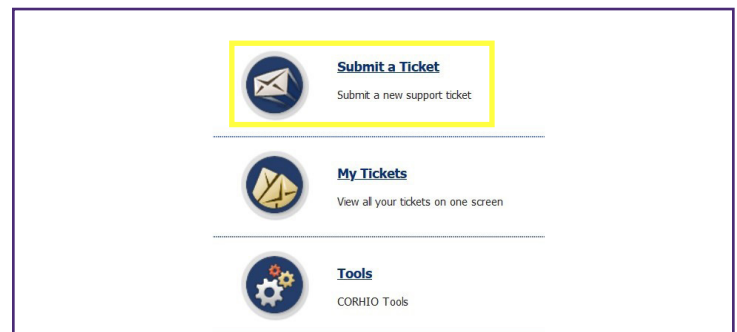 Submit a Ticket
Submit a new support ticket
My Tickets
View all your tickets on one screen
Tools
CORHIO Tools